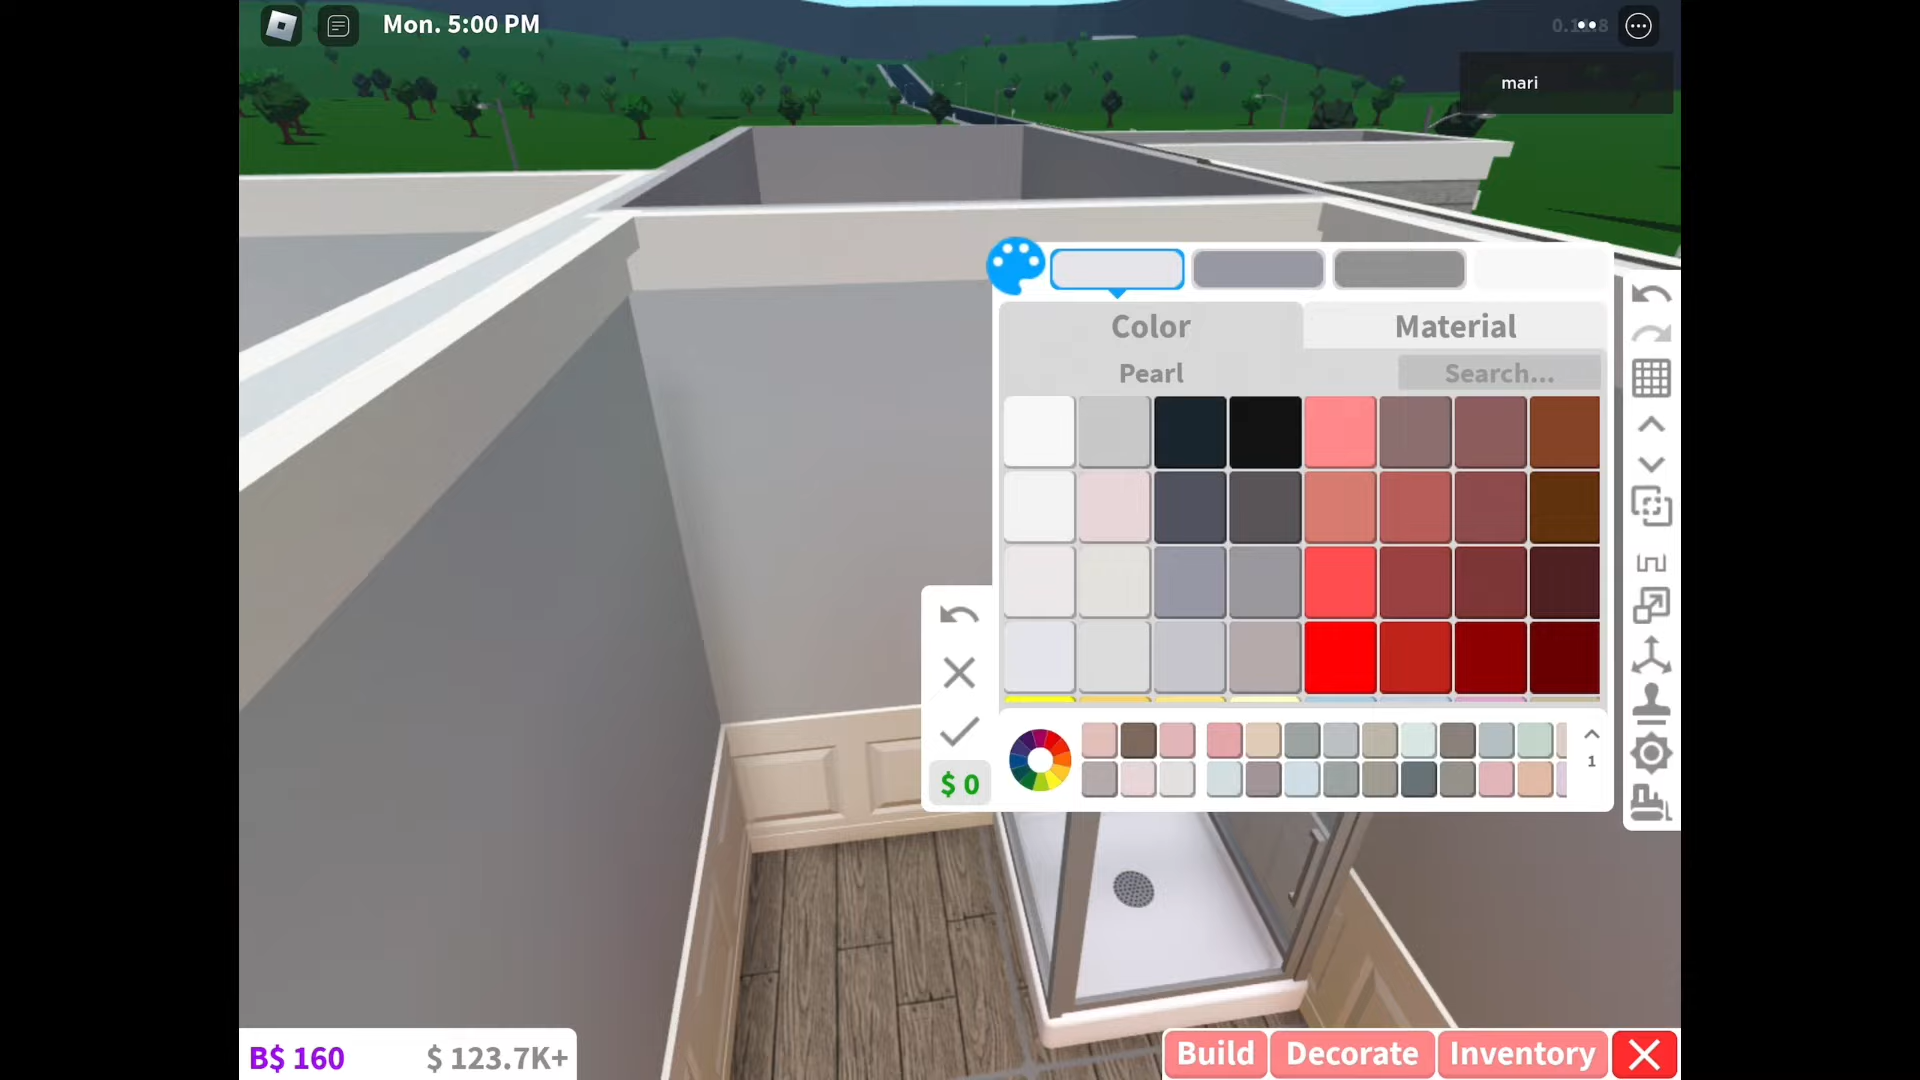 Mon. 5:00 PM
mari
Color
Material
Pearl
Search...
1
$ 0
B$ 160
$ 123.7K+
Build
Decorate
Inventory